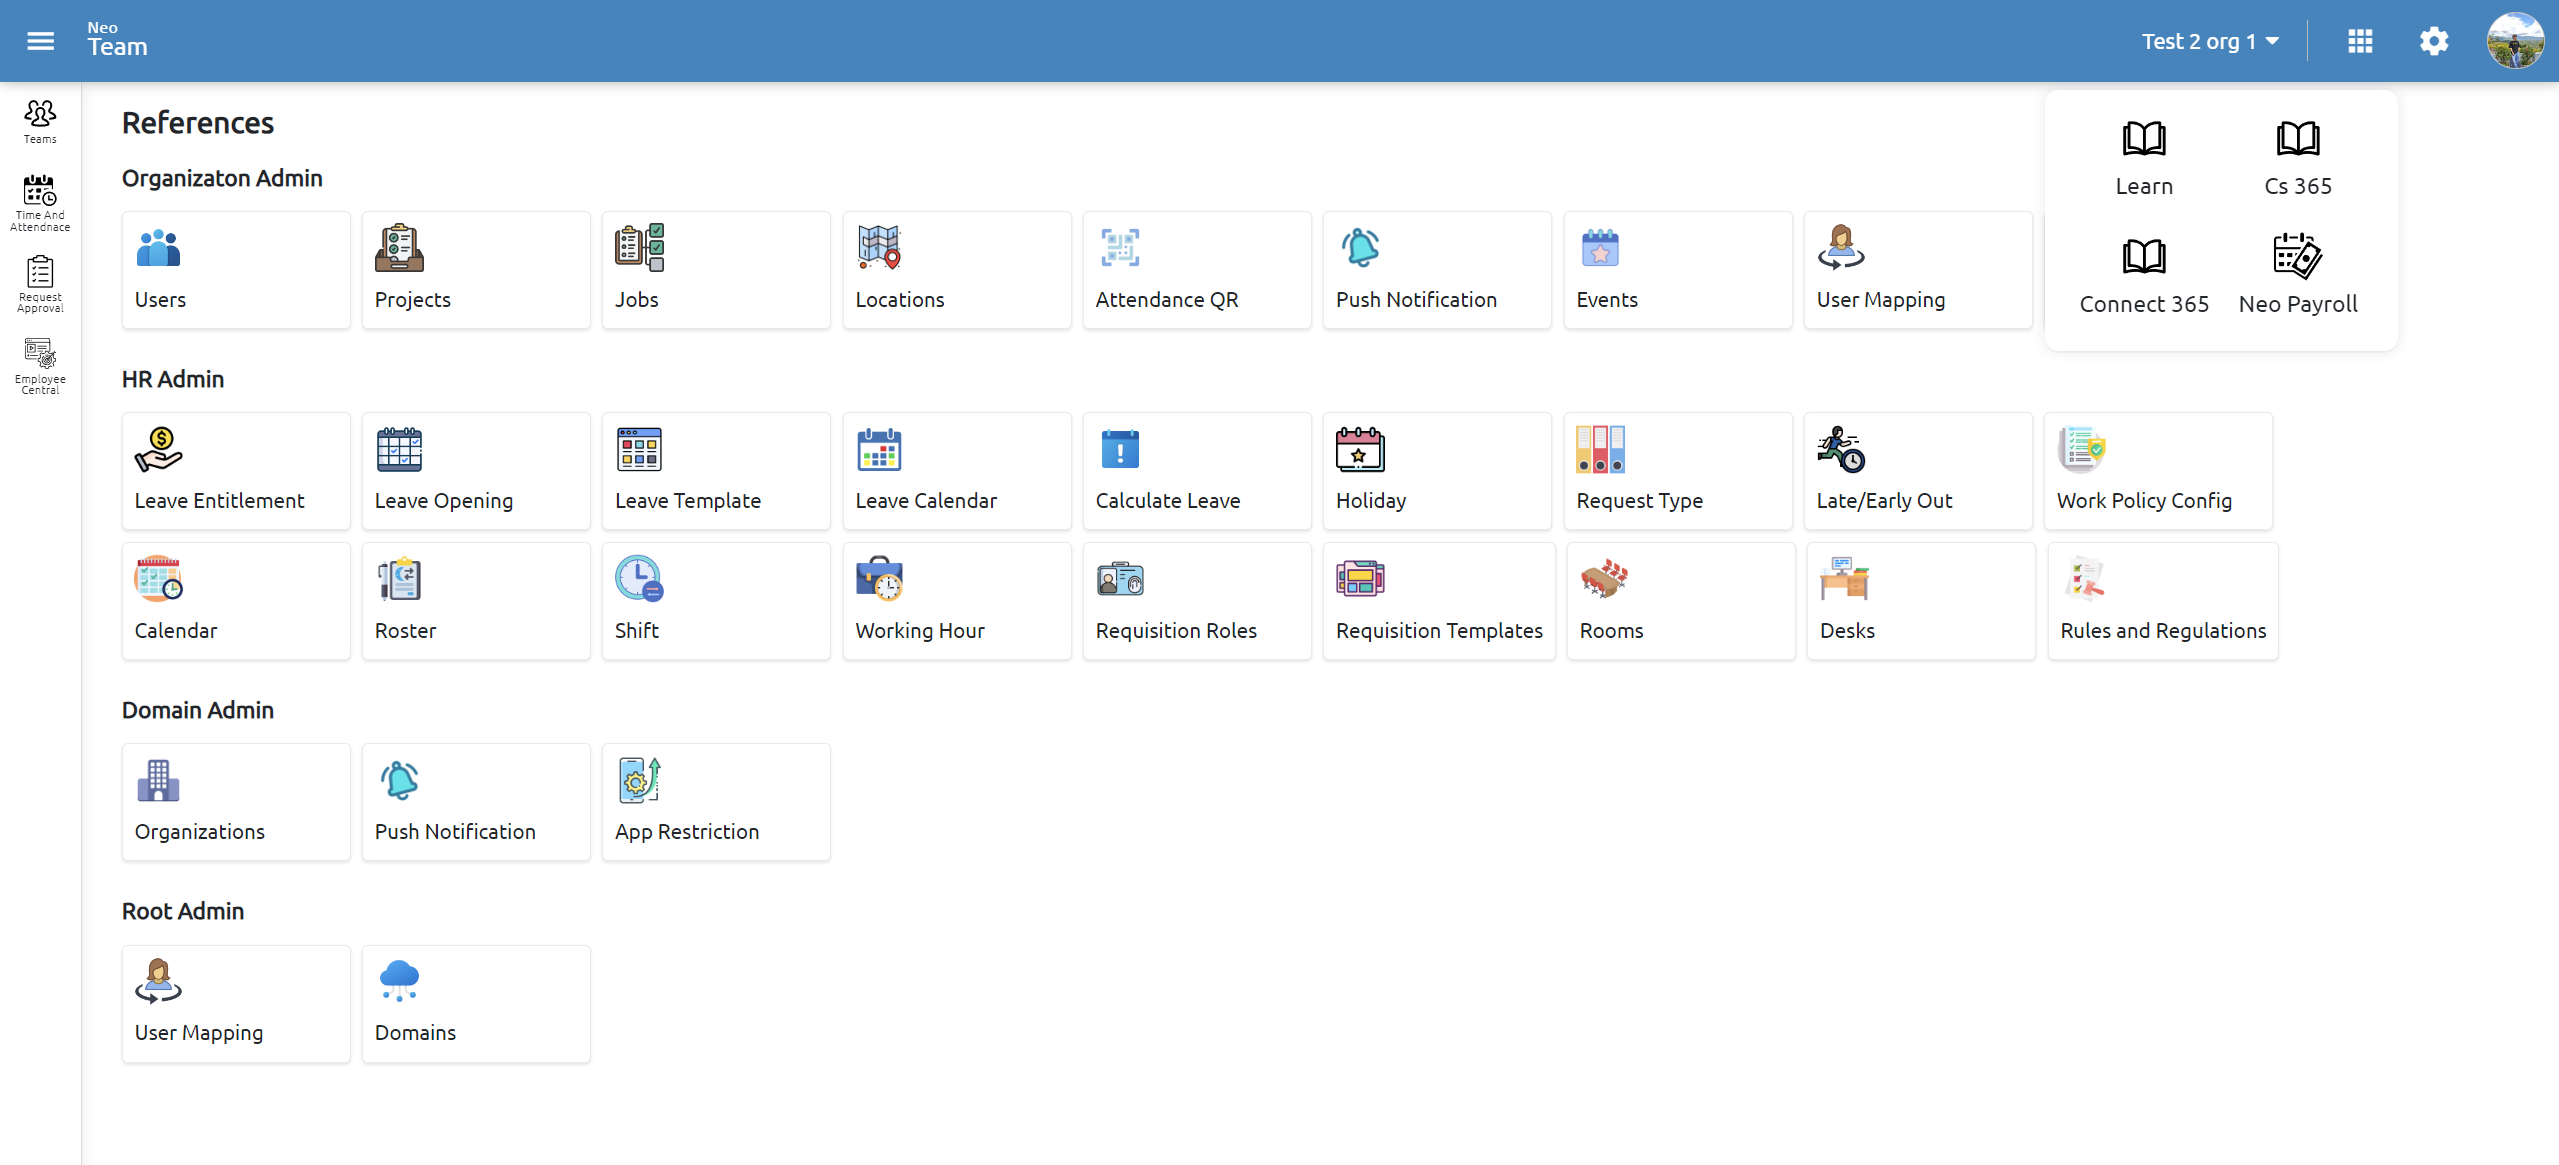 Neo
Team
Test 2 org 1
Teams
Time And
Attendnace
Request
Approval
Employee
Central
References
Organizaton Admin
Users
Projects
Jobs
Locations
Attendance QR
Push Notification
Events
User Mapping
Learn
Cs 365
Connect 365
Neo Payroll
HR Admin
Leave Entitlement
Leave Opening
Leave Template
Leave Calendar
Calculate Leave
Holiday
Request Type
Late/Early Out
Work Policy Config
Calendar
Roster
Shift
Working Hour
Requisition Roles
Requisition Templates
Rooms
Desks
Rules and Regulations
Domain Admin
Organizations
Push Notification
App Restriction
Root Admin
User Mapping
Domains